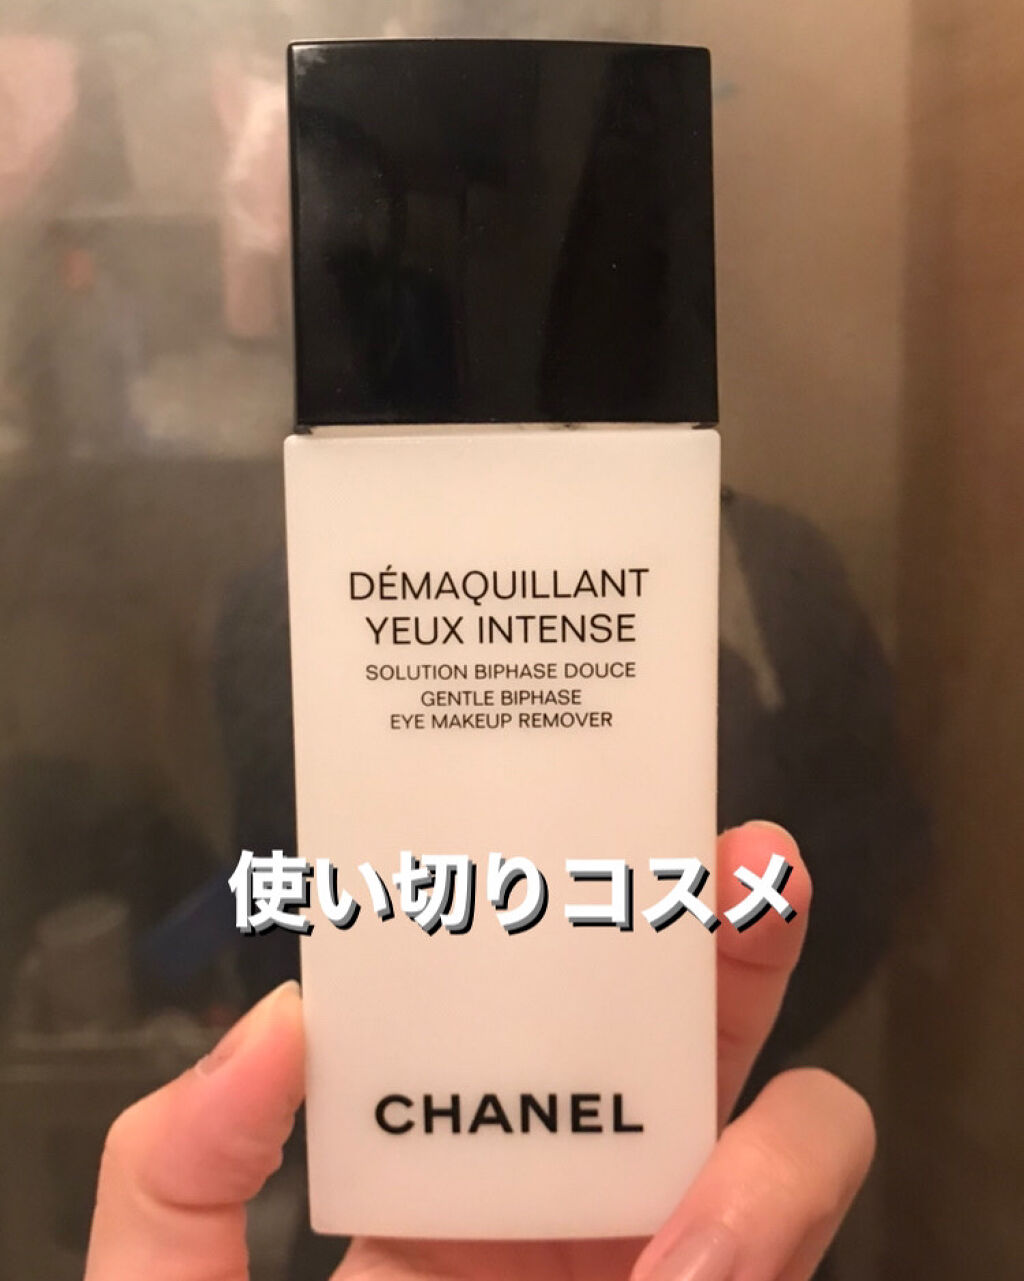 DÉMAQUILLANT
YEUX INTENSE
SOLUTION BIPHASE DOUCE
GENTLE BIPHASE
EYE MAKEUP REMOVER
使い切りコスメ
CHANEL